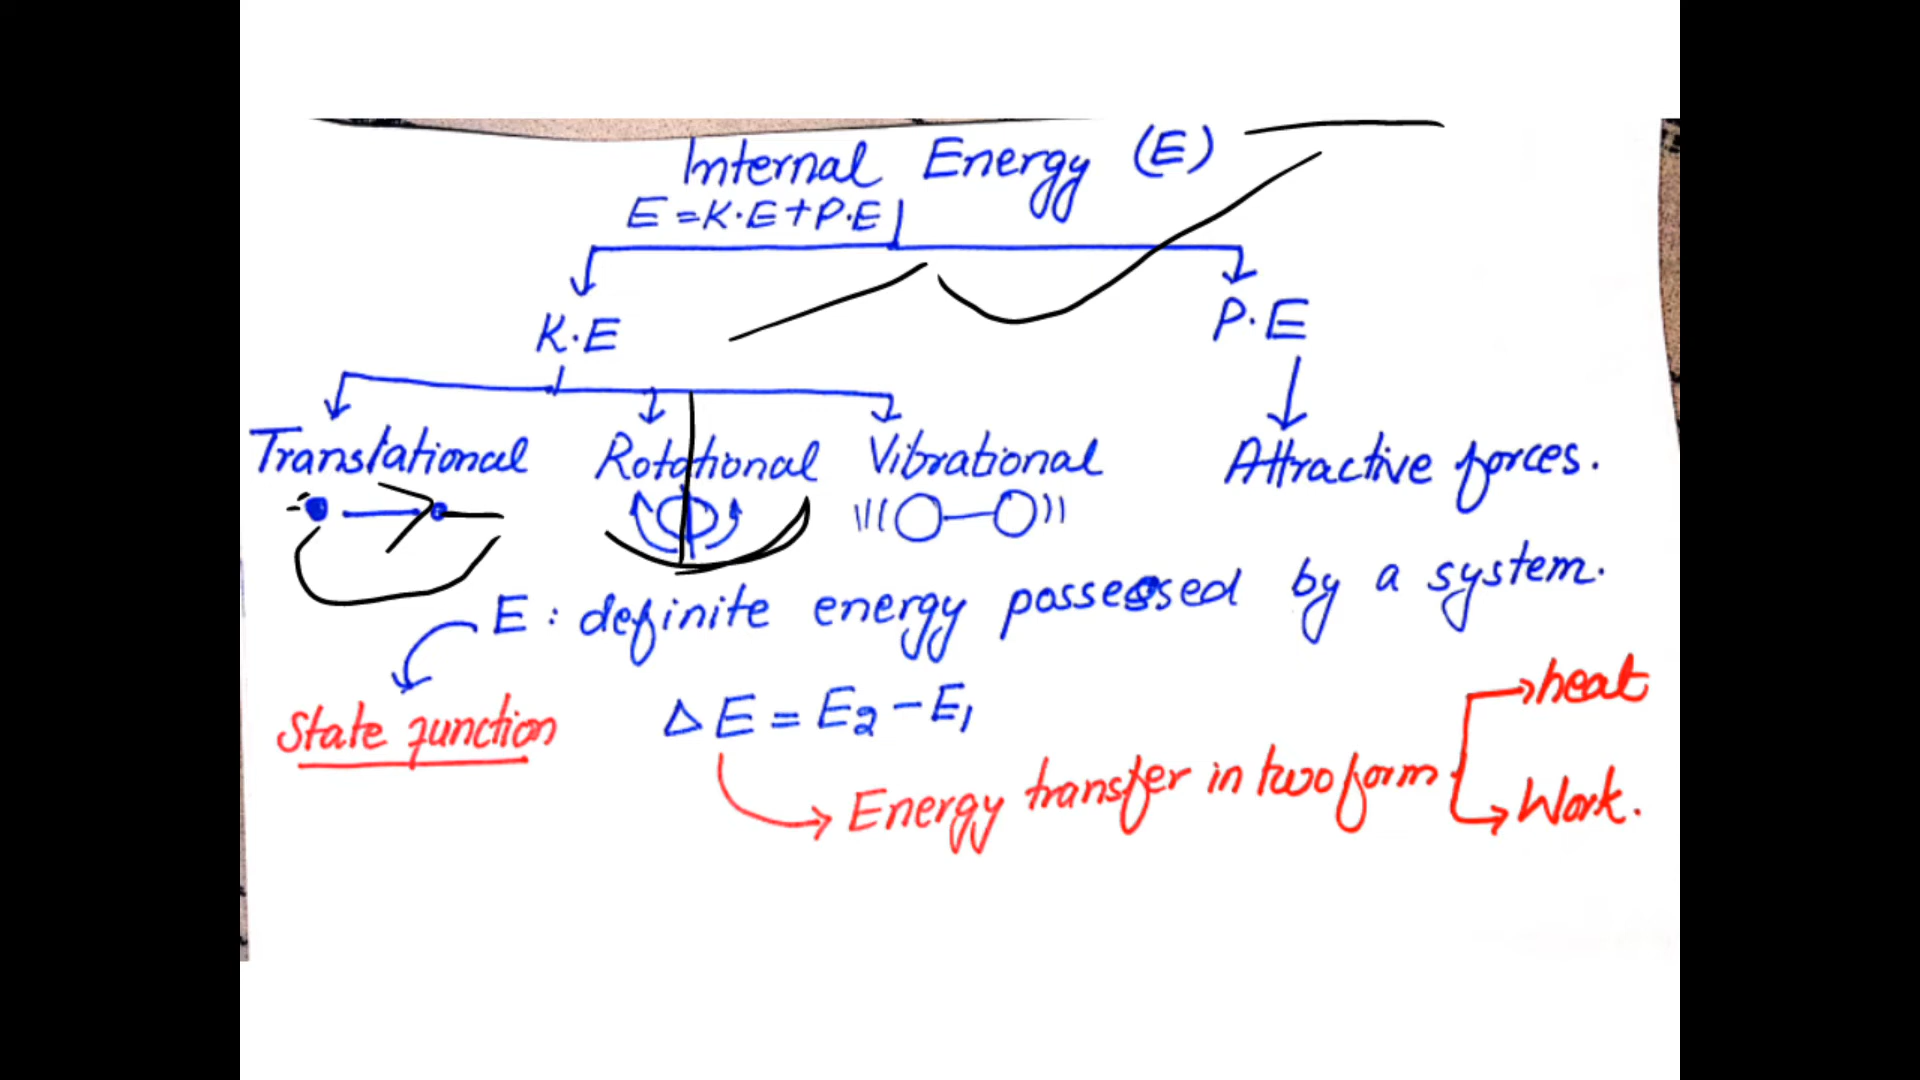 Internal Energy (E)
E = K.E + P.E
K.E P.E
Translational Rotational Vibrational Attractive forces.
E : definite energy possessed by a system.
State function ΔE = E2 - E1
heat
Energy transfer in two form
Work.